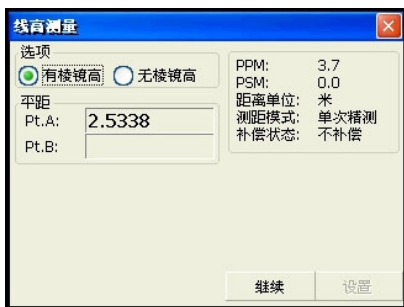 线高测量
选项
有棱镜高 无棱镜高
平距
Pt.A: 2.5338
Pt.B:
PPM: 3.7
PSM: 0.0
距离单位: 米
测距模式: 单次精测
补偿状态: 不补偿
继续 设置